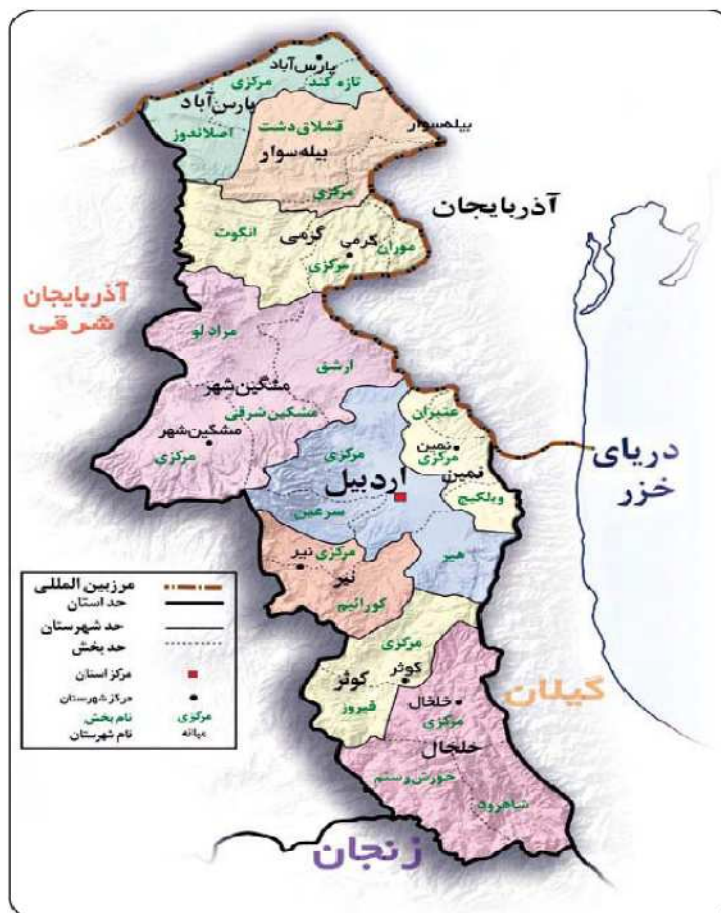 پارس آباد
تازه کند
مرکزی
پارس آباد
اصلاندوز
قشلاق دشت
بیله سوار
بیله سوار
مرکزی
آذربایجان
انگوت
گرمی
گرمی
موران
مرکزی
آذربایجان
شرقی
مراد لو
ارشق
مشگین شهر
مشگین شرقی
مشگین شهر
مرکزی
عنبران
نمین
مرکزی
نمین
ویلکیج
دریای
خزر
مرکزی
اردبیل
سرعین
هیر
مرکزی
نیر
نیر
کورائیم
مرکزی
کوثر
کوثر
فیروز
گیلان
خلخال
مرکزی
خلخال
خورش رستم
شاهرود
زنجان
مرزبین المللی
حد استان
حد شهرستان
حد بخش
مرکز استان
مرکز شهرستان
نام بخش مرکزی
نام شهرستان میانه